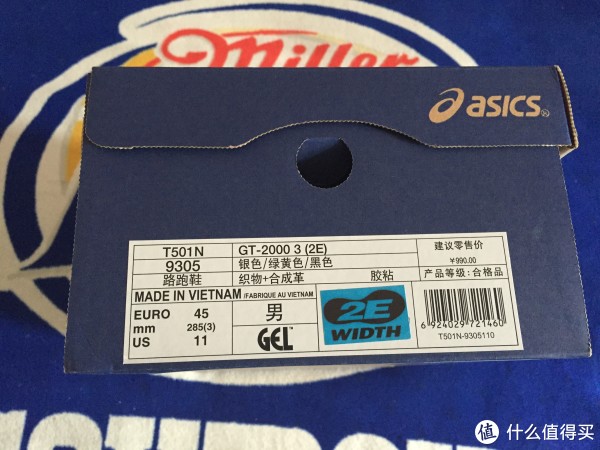 Miller
asics
T501N
GT-2000 3 (2E)
9305
银色/绿黄色/黑色
路跑鞋
织物+合成革
胶粘
建议零售价
￥990.00
产品等级:合格品
MADE IN VIETNAM /FABRIQUE AU VIETNAM
EURO 45
mm 285(3)
US 11
男
GEL™
2E
WIDTH
6 924029 721460
T501N-9305110
值 什么值得买